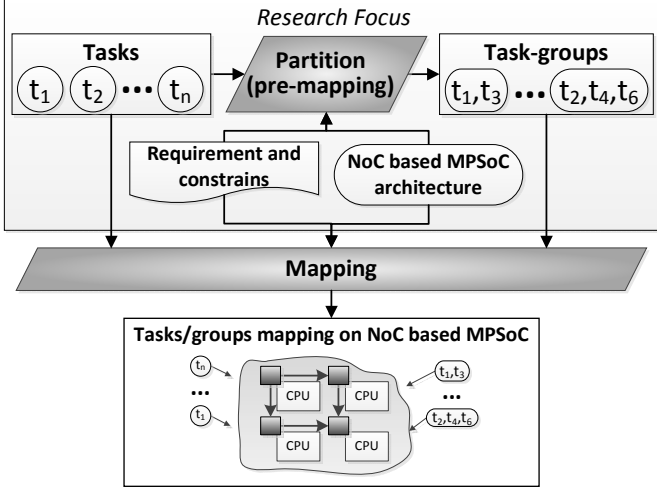 Research Focus
Tasks
t1 t2 ••• tn
Partition
(pre-mapping)
Task-groups
t1,t3 ••• t2,t4,t6
Requirement and
constrains
NoC based MPSoC
architecture
Mapping
Tasks/groups mapping on NoC based MPSoC
tn
•••
t1
CPU
CPU
CPU
CPU
t1,t3
•••
t2,t4,t6